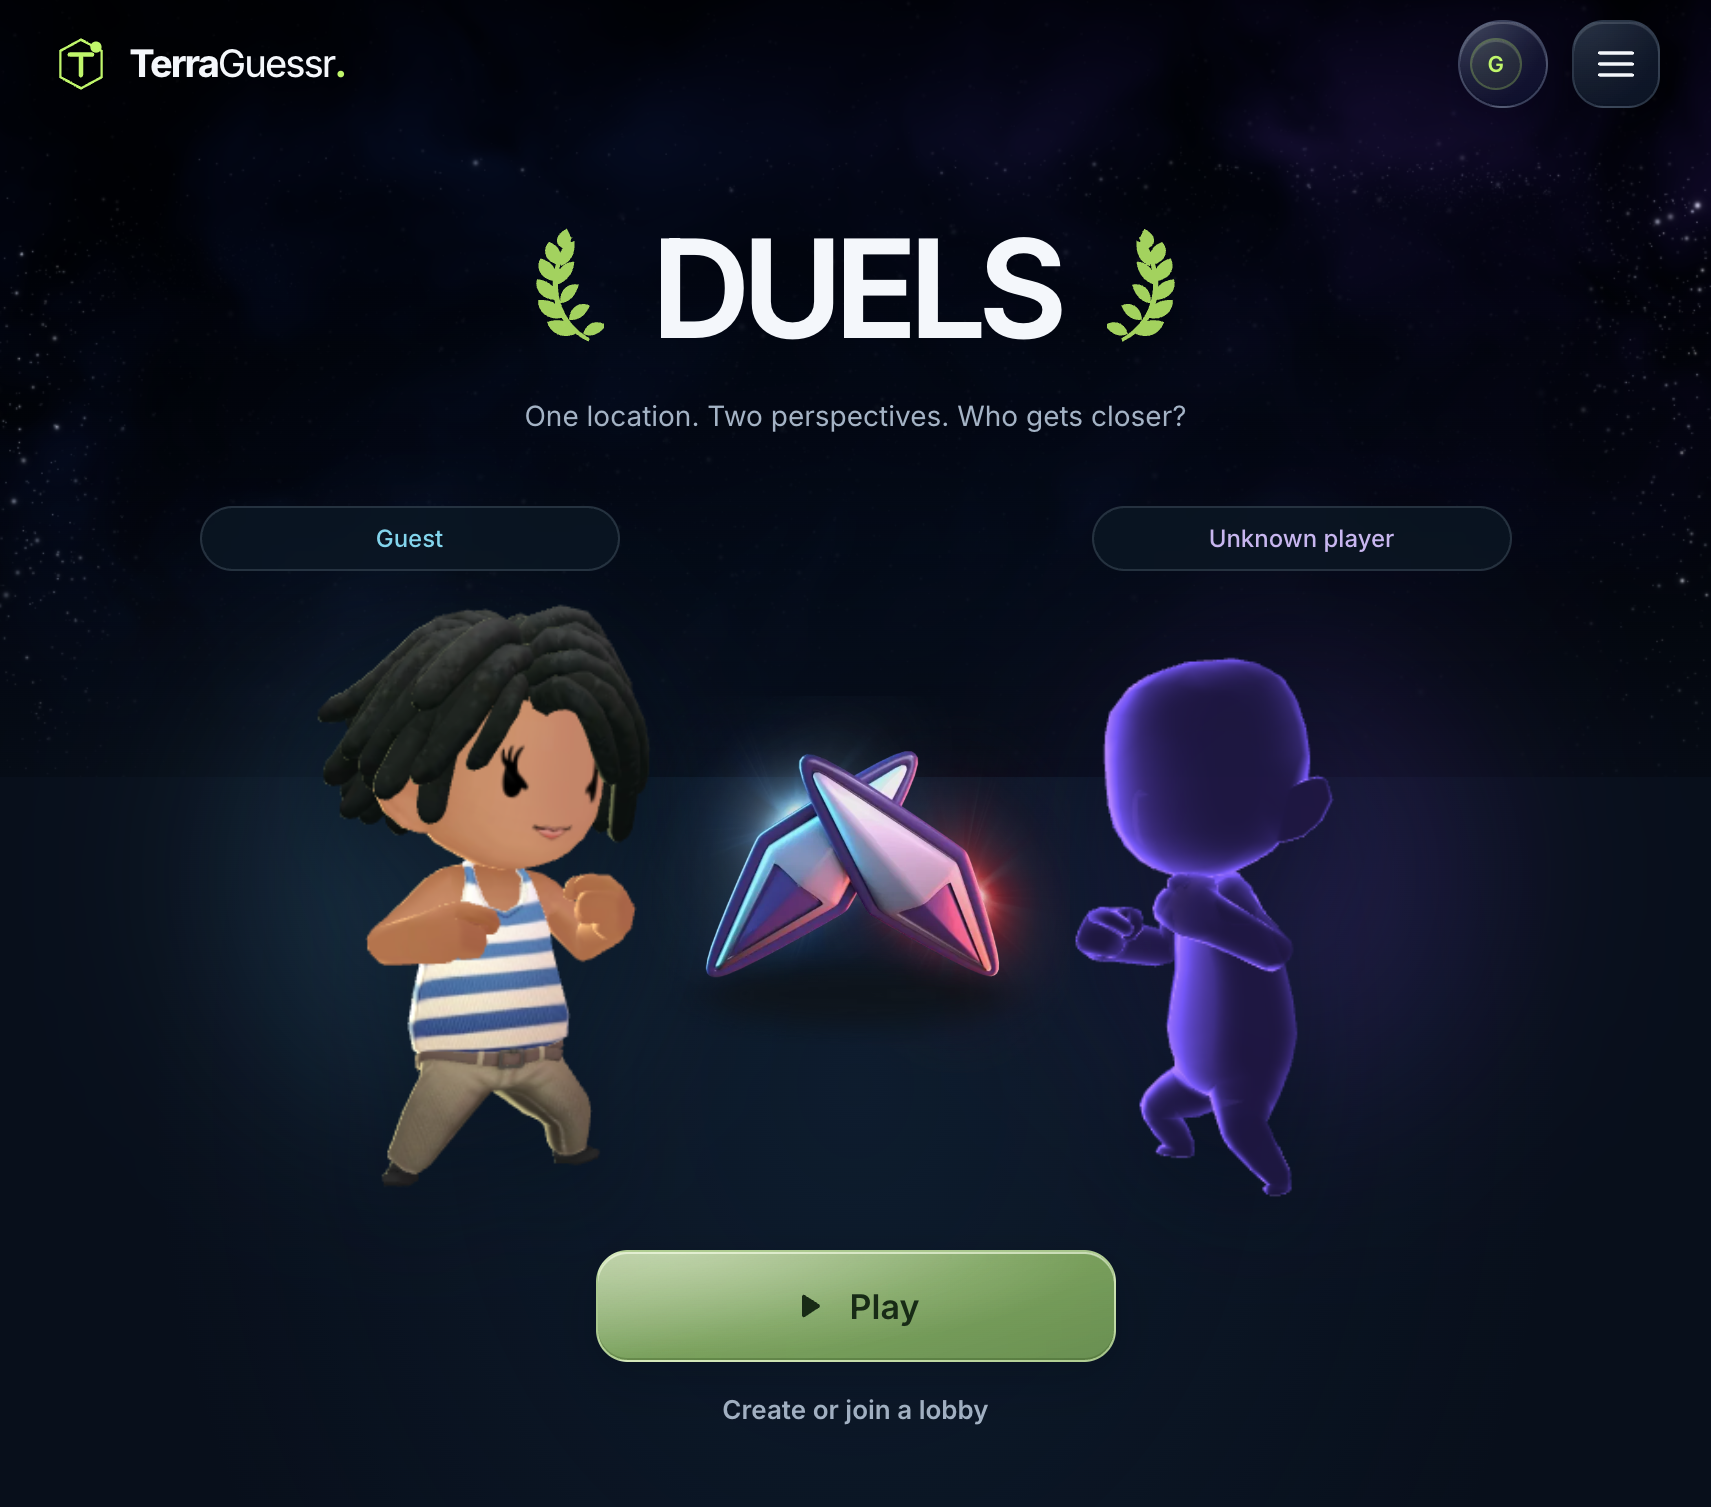 TerraGuessr.
G
DUELS
One location. Two perspectives. Who gets closer?
Guest
Unknown player
Play
Create or join a lobby